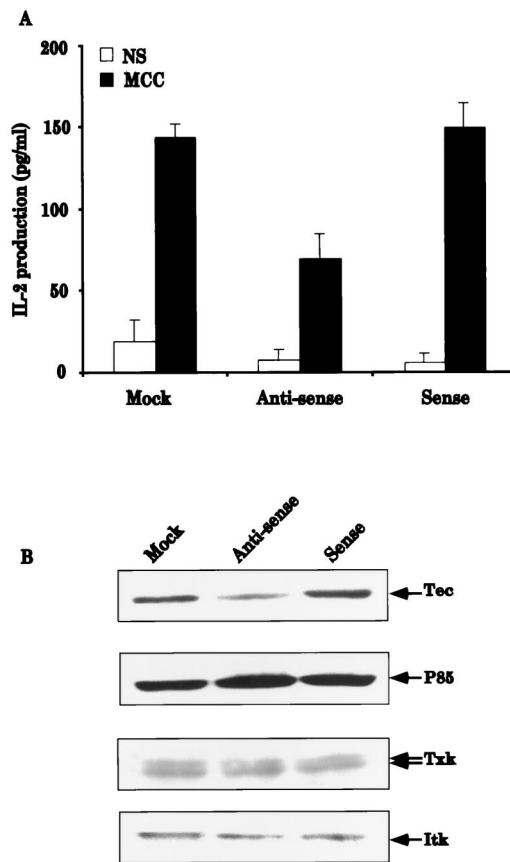 A
200
NS
MCC
150
100
50
0
IL-2 production (pg/ml)
Mock
Anti-sense
Sense
B
Mock
Anti-sense
Sense
Tec
P85
Txk
Itk